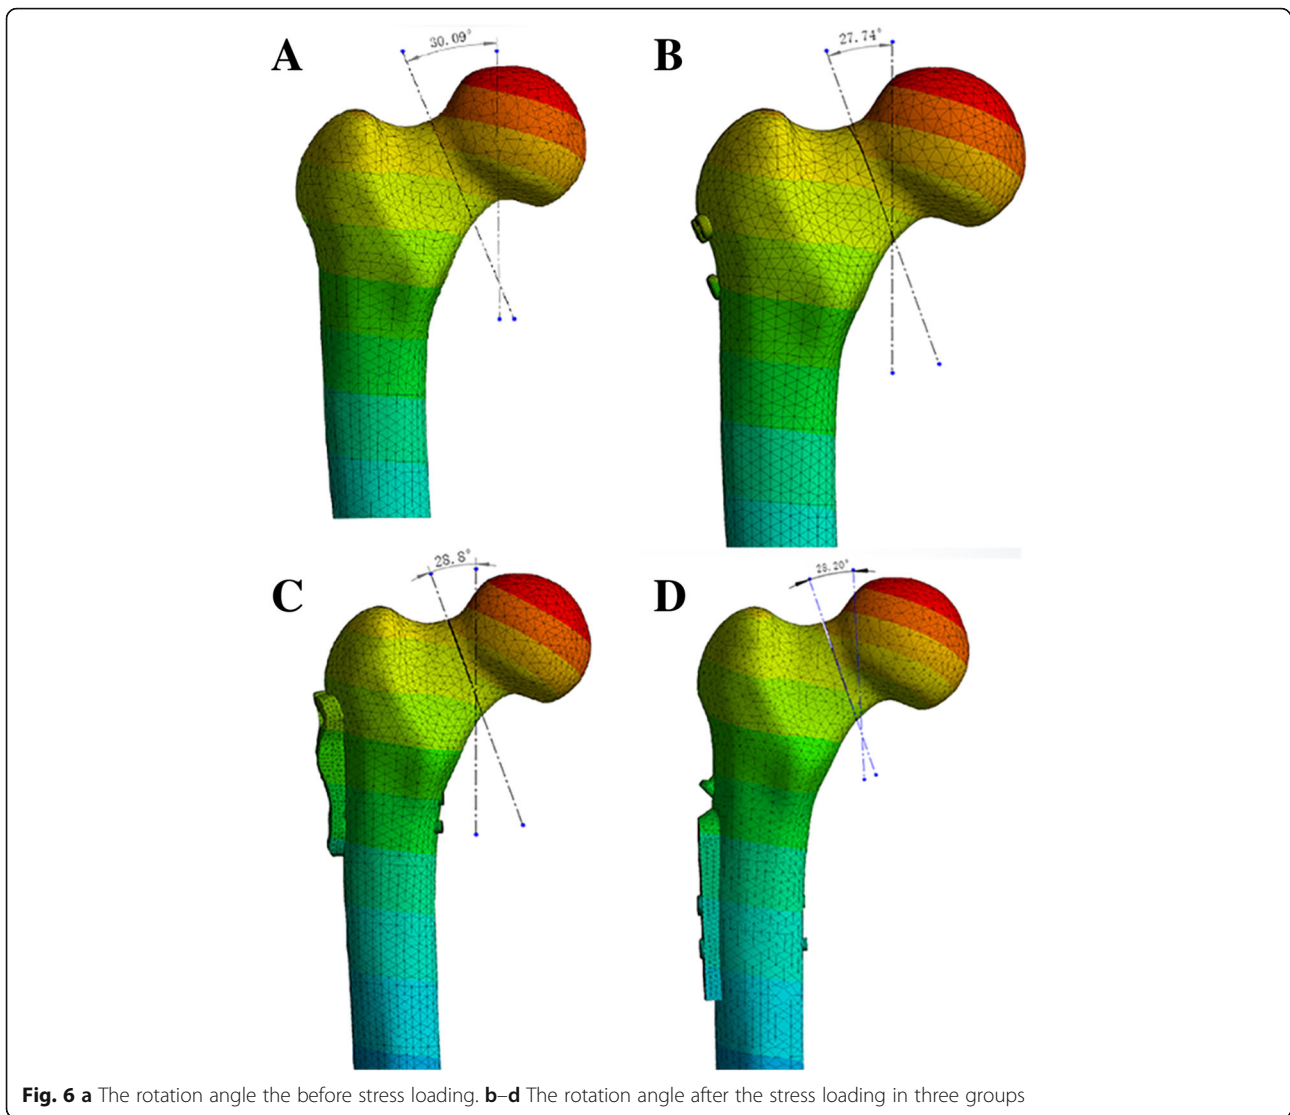 A
30.09°
B
27.74°
C
28.8°
D
28.20°
Fig. 6 a The rotation angle the before stress loading. b–d The rotation angle after the stress loading in three groups